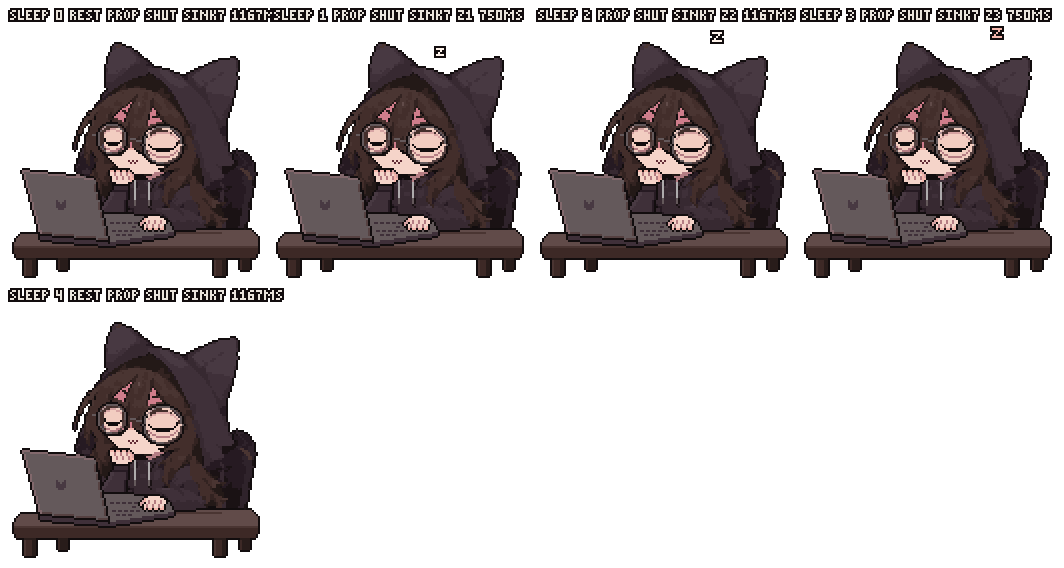 SLEEP 0 REST PROP SHUT SINK7 1167MS
SLEEP 1 PROP SHUT SINK7 Z1 750MS
SLEEP 2 PROP SHUT SINK7 Z2 1167MS
SLEEP 3 PROP SHUT SINK7 Z3 750MS
Z
Z
Z
SLEEP 4 REST PROP SHUT SINK7 1167MS